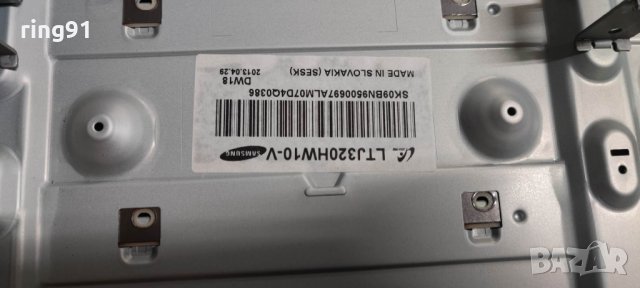 ring91
LTJ320HW10-V
SAMSUNG
SK09BN9500697ALM07D4Q0386
MADE IN SLOVAKIA (SESK)
DW18
2013.04.29
BAZAR